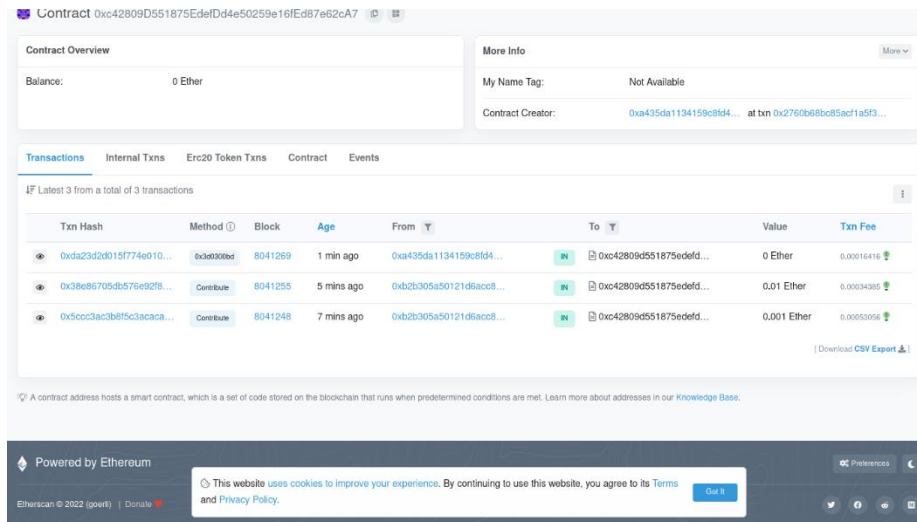 Contract 0xc42809D551875EdefDd4e50259e16fEd87e62cA7
Contract Overview
Balance: 0 Ether
More Info More
My Name Tag: Not Available
Contract Creator: 0xa435da1134159c8fd4... at txn 0x2760b68bc85acf1a5f3...
Transactions Internal Txns Erc20 Token Txns Contract Events
Latest 3 from a total of 3 transactions
Txn Hash Method Block Age From To Value Txn Fee
0xda23d2d015f774e010... 0x3d0300bd 8041269 1 min ago 0xa435da1134159c8fd4... IN 0xc42809d551875edefd... 0 Ether 0.00016416
0x38e86705db576e92f8... Contribute 8041255 5 mins ago 0xb2b305a50121d6acc8... IN 0xc42809d551875edefd... 0.01 Ether 0.00034385
0x5ccc3ac3b8f5c3acaca... Contribute 8041248 7 mins ago 0xb2b305a50121d6acc8... IN 0xc42809d551875edefd... 0.001 Ether 0.00053056
[ Download CSV Export ]
A contract address hosts a smart contract, which is a set of code stored on the blockchain that runs when predetermined conditions are met. Learn more about addresses in our Knowledge Base.
Powered by Ethereum
Preferences
This website uses cookies to improve your experience. By continuing to use this website, you agree to its Terms
and Privacy Policy.
Got It
Etherscan © 2022 (goerli) | Donate